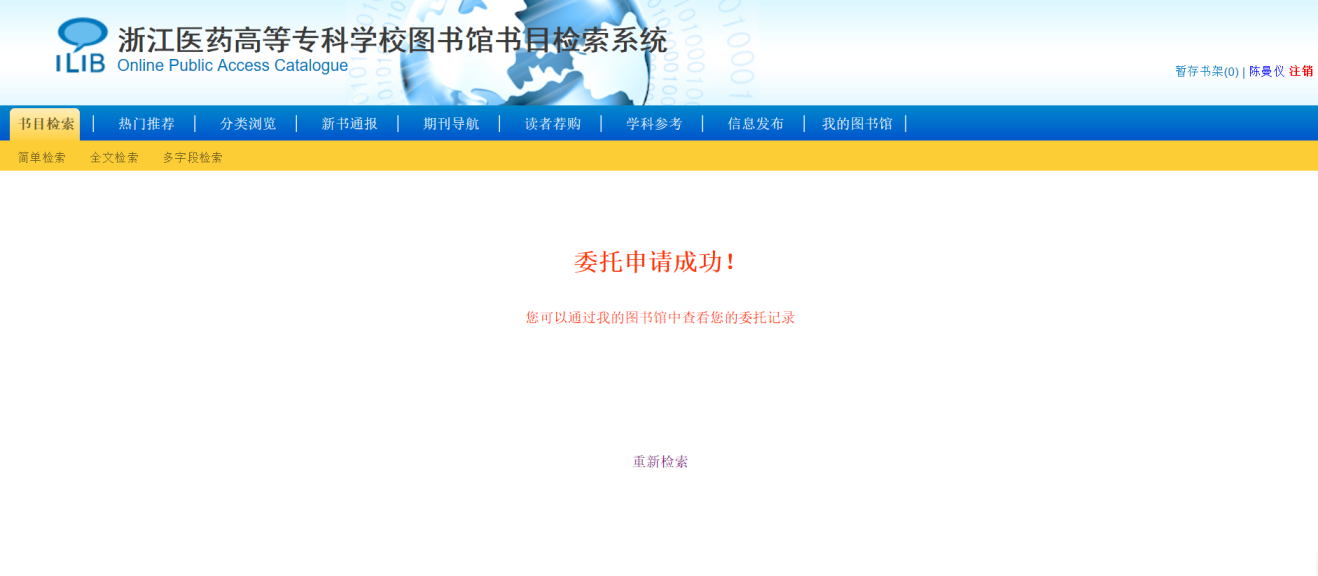 浙江医药高等专科学校图书馆书目检索系统
ILIB Online Public Access Catalogue
暂存书架(0) | 陈曼仪 注销
书目检索 | 热门推荐 | 分类浏览 | 新书通报 | 期刊导航 | 读者荐购 | 学科参考 | 信息发布 | 我的图书馆 |
简单检索 全文检索 多字段检索
委托申请成功！
您可以通过我的图书馆中查看您的委托记录
重新检索